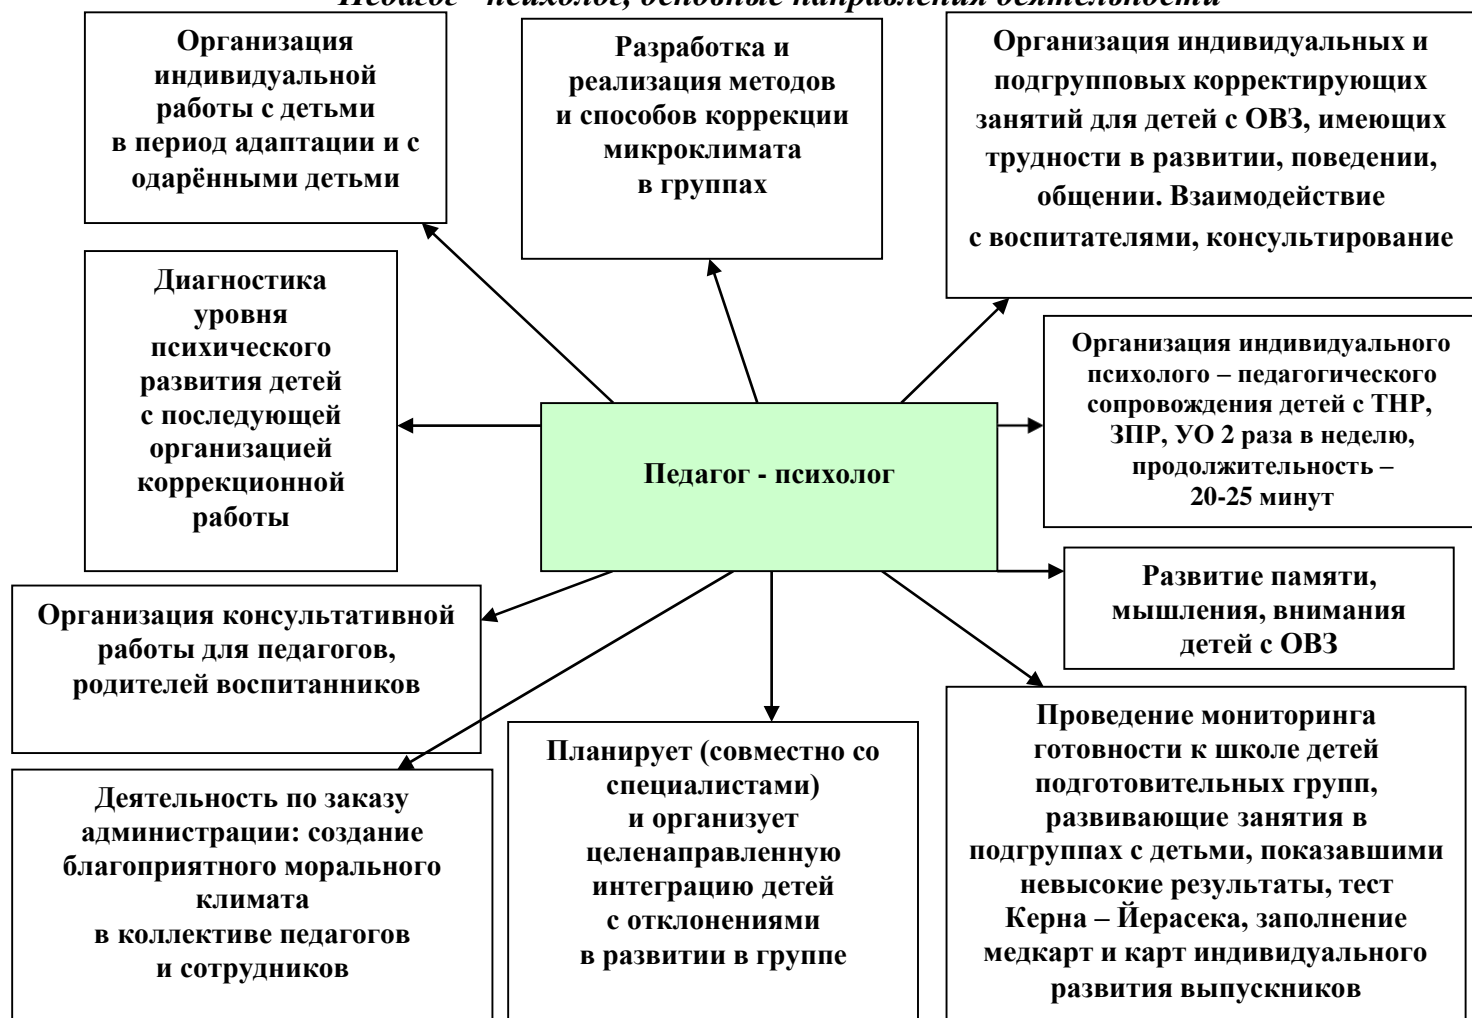 Педагог - психолог, основные направления деятельности
Организация
индивидуальной
работы с детьми
в период адаптации и с
одарёнными детьми
Разработка и
реализация методов
и способов коррекции
микроклимата
в группах
Организация индивидуальных и
подгрупповых корректирующих
занятий для детей с ОВЗ, имеющих
трудности в развитии, поведении,
общении. Взаимодействие
с воспитателями, консультирование
Диагностика
уровня
психического
развития детей
с последующей
организацией
коррекционной
работы
Организация индивидуального
психолого – педагогического
сопровождения детей с ТНР,
ЗПР, УО 2 раза в неделю,
продолжительность –
20-25 минут
Педагог - психолог
Развитие памяти,
мышления, внимания
детей с ОВЗ
Организация консультативной
работы для педагогов,
родителей воспитанников
Деятельность по заказу
администрации: создание
благоприятного морального
климата
в коллективе педагогов
и сотрудников
Планирует (совместно со
специалистами)
и организует
целенаправленную
интеграцию детей
с отклонениями
в развитии в группе
Проведение мониторинга
готовности к школе детей
подготовительных групп,
развивающие занятия в
подгруппах с детьми, показавшими
невысокие результаты, тест
Керна – Йерасека, заполнение
медкарт и карт индивидуального
развития выпускников